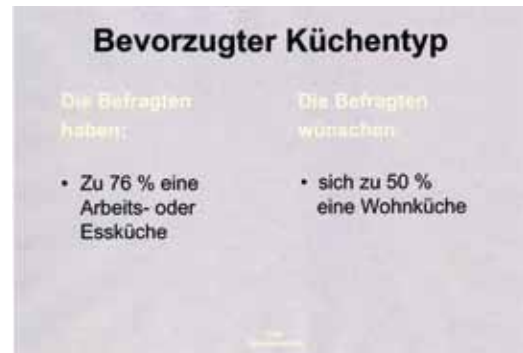 Bevorzugter Küchentyp
Die Befragten
haben:
• Zu 76 % eine
Arbeits- oder
Essküche
Die Befragten
wünschen
• sich zu 50 %
eine Wohnküche